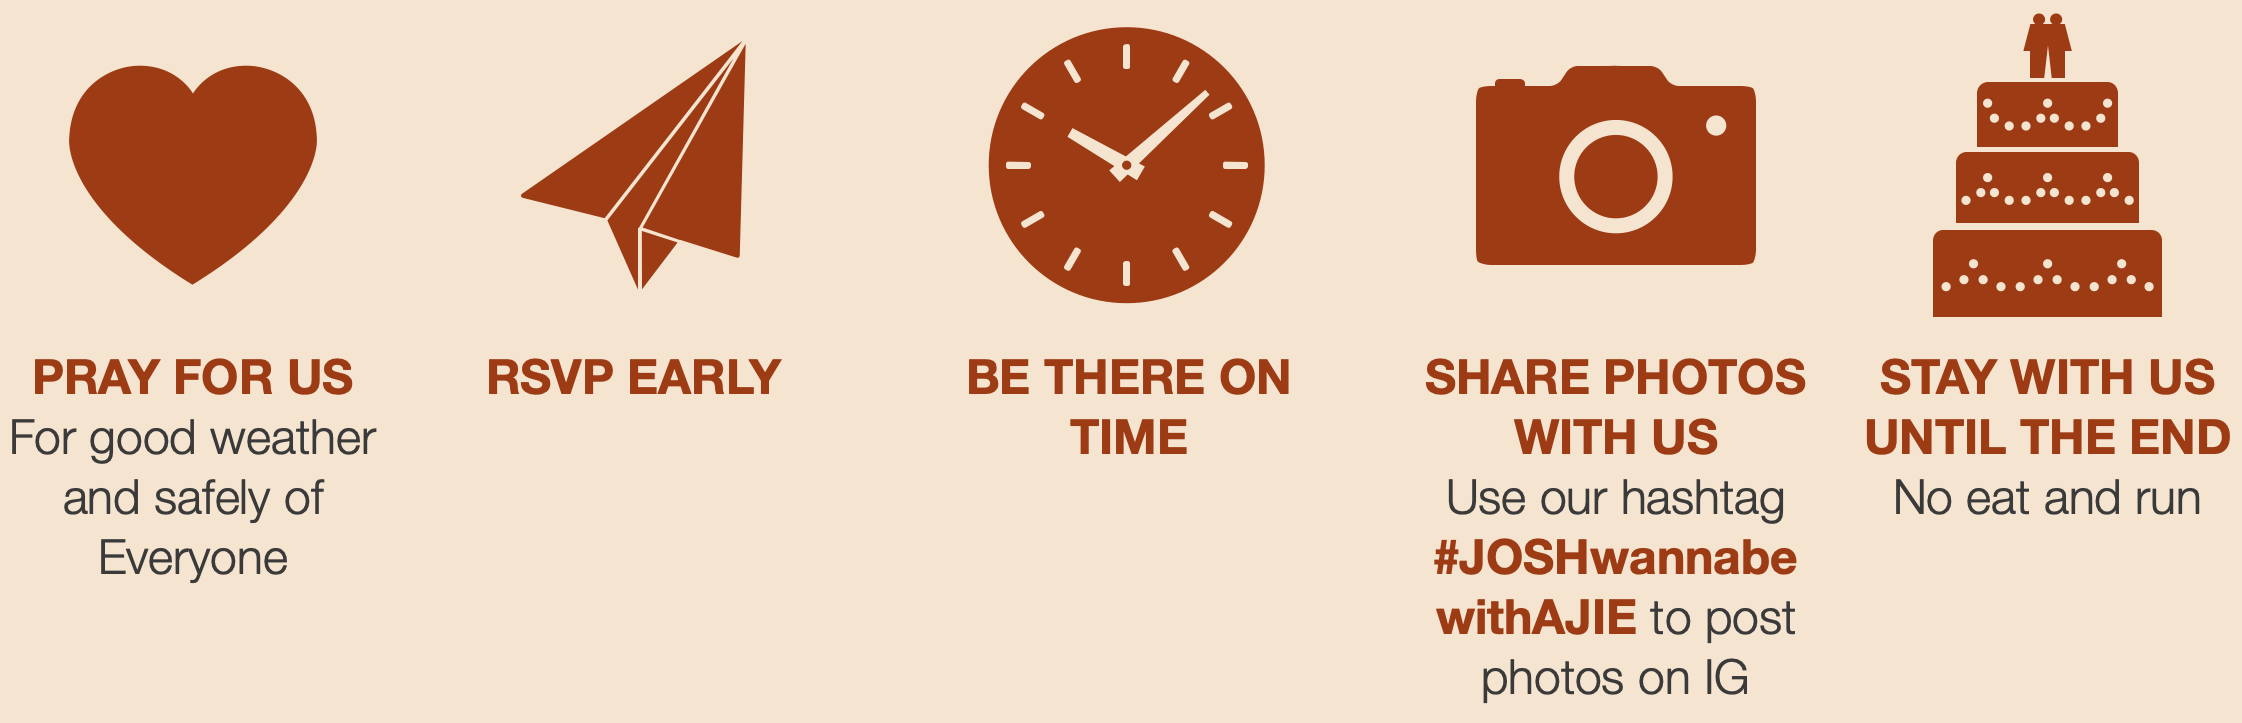 PRAY FOR US
For good weather
and safely of
Everyone
RSVP EARLY
BE THERE ON
TIME
SHARE PHOTOS
WITH US
Use our hashtag
#JOSHwannabe
withAJIE to post
photos on IG
STAY WITH US
UNTIL THE END
No eat and run